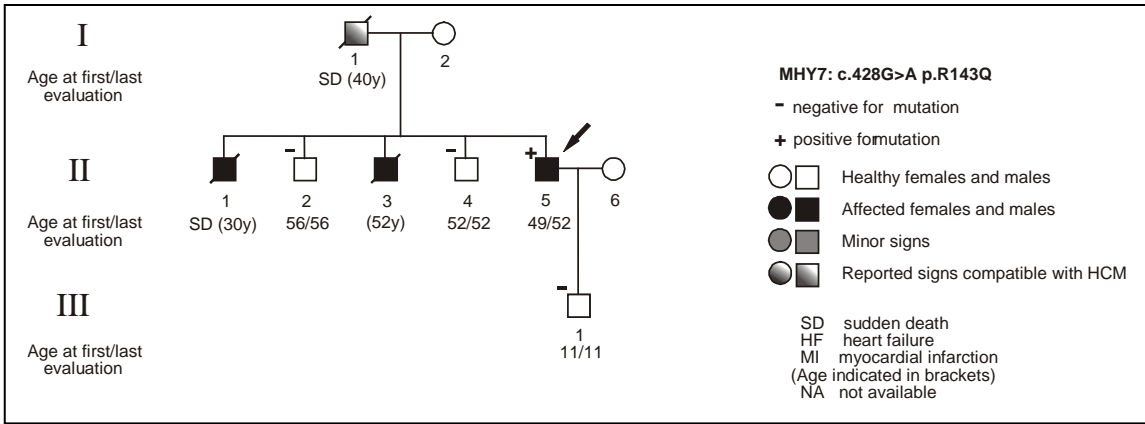 I
Age at first/last
evaluation
1
SD (40y)
2
II
Age at first/last
evaluation
-
-
+
1
SD (30y)
2
56/56
3
(52y)
4
52/52
5
49/52
6
III
Age at first/last
evaluation
-
1
11/11
MHY7: c.428G>A p.R143Q
- negative for mutation
+ positive formutation
Healthy females and males
Affected females and males
Minor signs
Reported signs compatible with HCM
SD sudden death
HF heart failure
MI myocardial infarction
(Age indicated in brackets)
NA not available